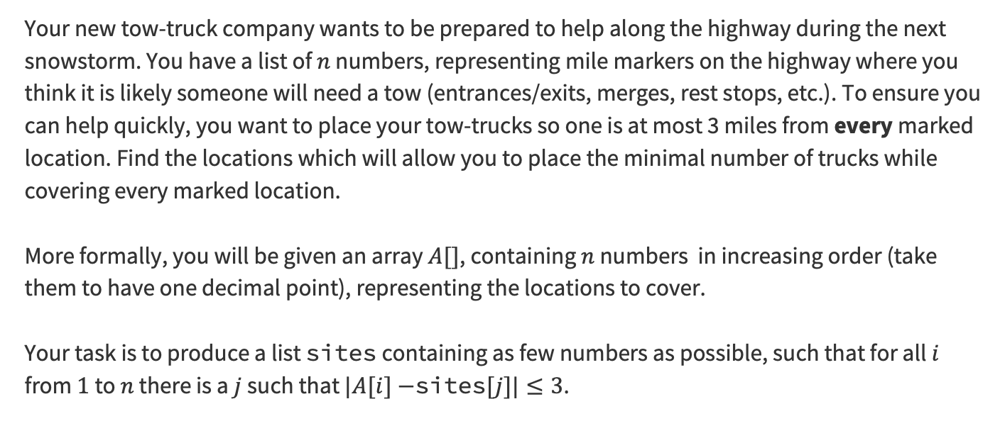 Your new tow-truck company wants to be prepared to help along the highway during the next
snowstorm. You have a list of n numbers, representing mile markers on the highway where you
think it is likely someone will need a tow (entrances/exits, merges, rest stops, etc.). To ensure you
can help quickly, you want to place your tow-trucks so one is at most 3 miles from every marked
location. Find the locations which will allow you to place the minimal number of trucks while
covering every marked location.
More formally, you will be given an array A[], containing n numbers in increasing order (take
them to have one decimal point), representing the locations to cover.
Your task is to produce a list sites containing as few numbers as possible, such that for all i
from 1 to n there is a j such that |A[i] −sites[j]| ≤ 3.